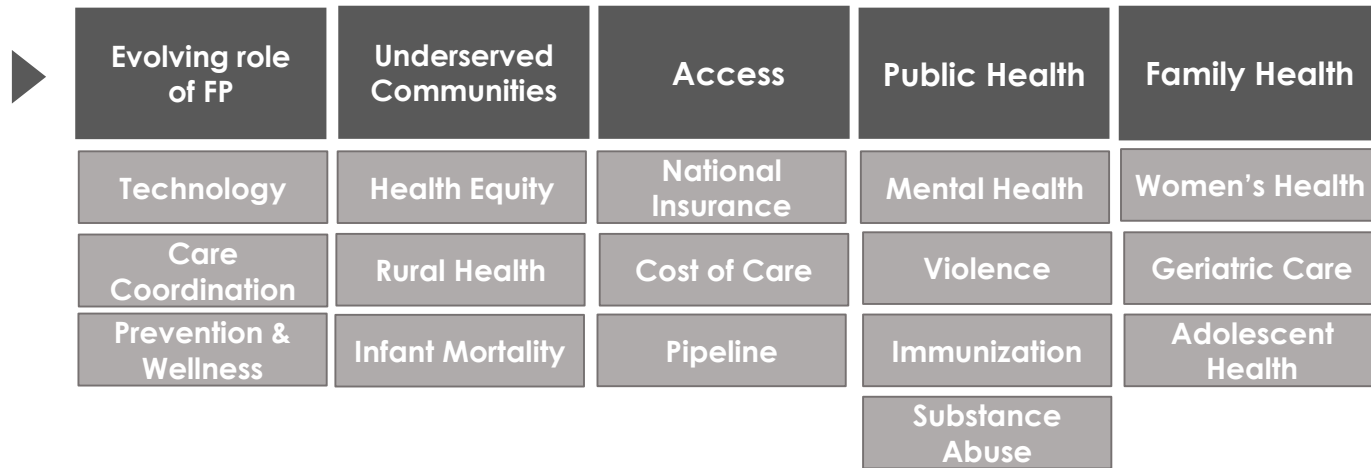 Evolving role
of FP
Underserved
Communities
Access
Public Health
Family Health
Technology
Health Equity
National
Insurance
Mental Health
Women's Health
Care
Coordination
Rural Health
Cost of Care
Violence
Geriatric Care
Prevention &
Wellness
Infant Mortality
Pipeline
Immunization
Adolescent
Health
Substance
Abuse